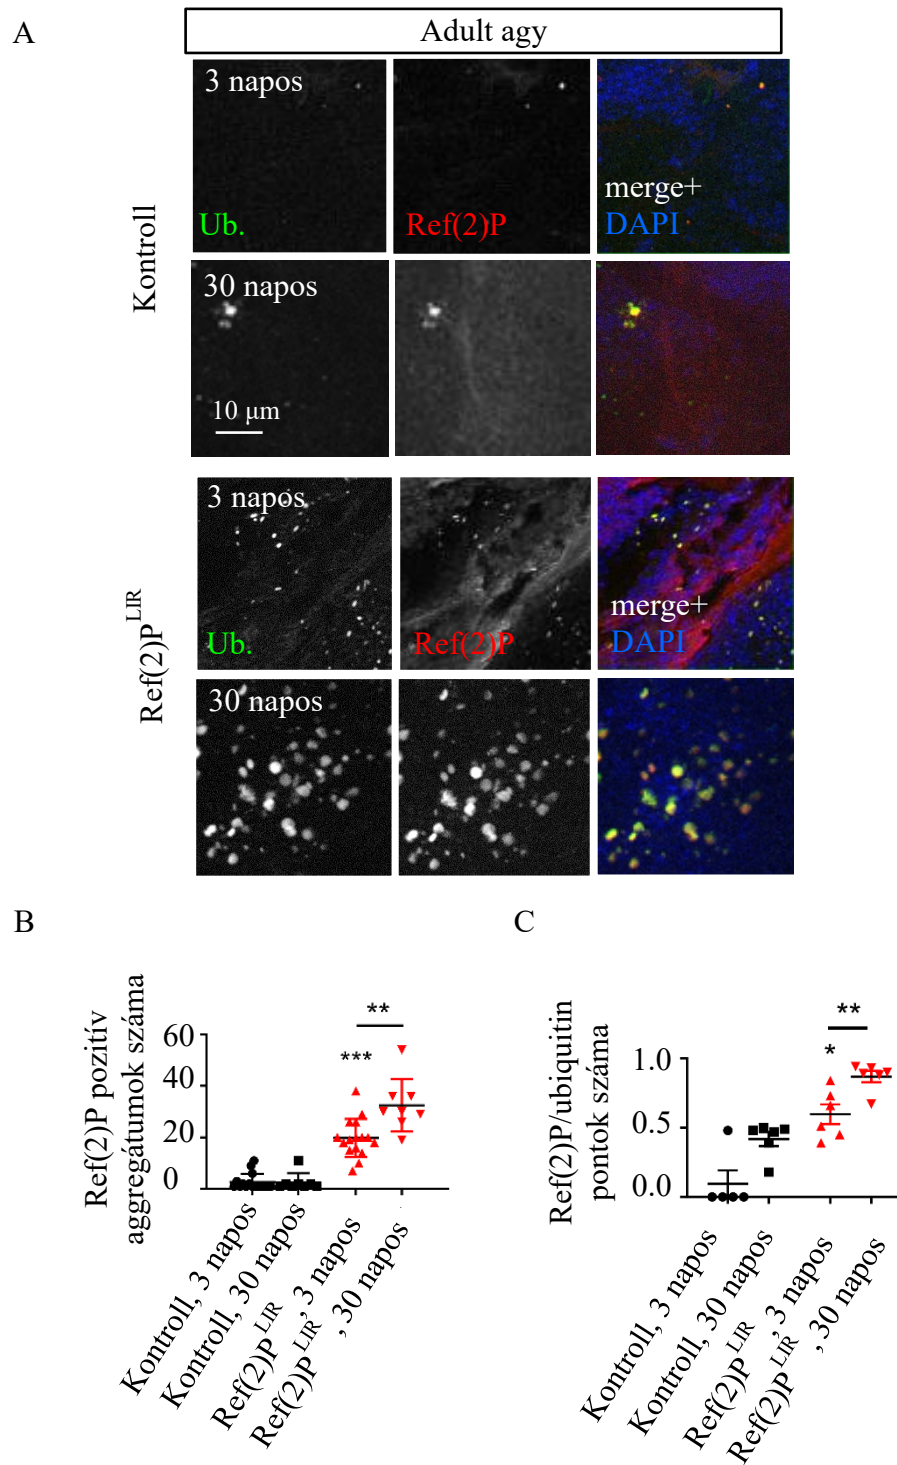 A
Adult agy
Kontroll
3 napos
Ub.
Ref(2)P
merge+
DAPI
30 napos
10 µm
Ref(2)P^LIR
3 napos
Ub.
Ref(2)P
merge+
DAPI
30 napos
B
Ref(2)P pozitív
aggregátumok száma
60
40
20
0
***
**
Kontroll, 3 napos
Kontroll, 30 napos
Ref(2)P^LIR, 3 napos
Ref(2)P^LIR, 30 napos
C
Ref(2)P/ubiquitin
pontok száma
1.0
0.5
0.0
*
**
Kontroll, 3 napos
Kontroll, 30 napos
Ref(2)P^LIR, 3 napos
Ref(2)P^LIR, 30 napos